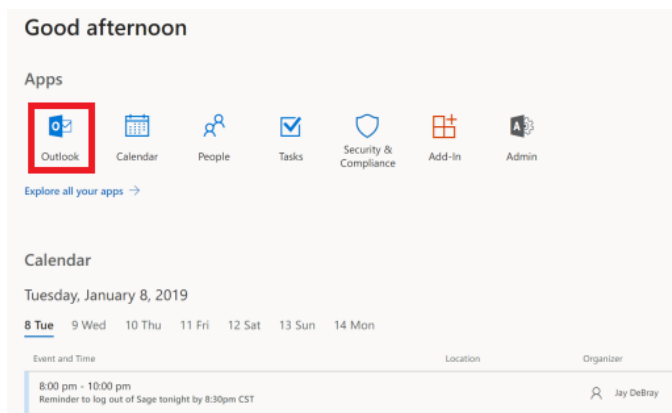 Good afternoon
Apps
Outlook Calendar People Tasks Security & Compliance Add-In Admin
Explore all your apps →
Calendar
Tuesday, January 8, 2019
8 Tue 9 Wed 10 Thu 11 Fri 12 Sat 13 Sun 14 Mon
Event and Time Location Organizer
8:00 pm - 10:00 pm
Reminder to log out of Sage tonight by 8:30pm CST
Jay DeBray